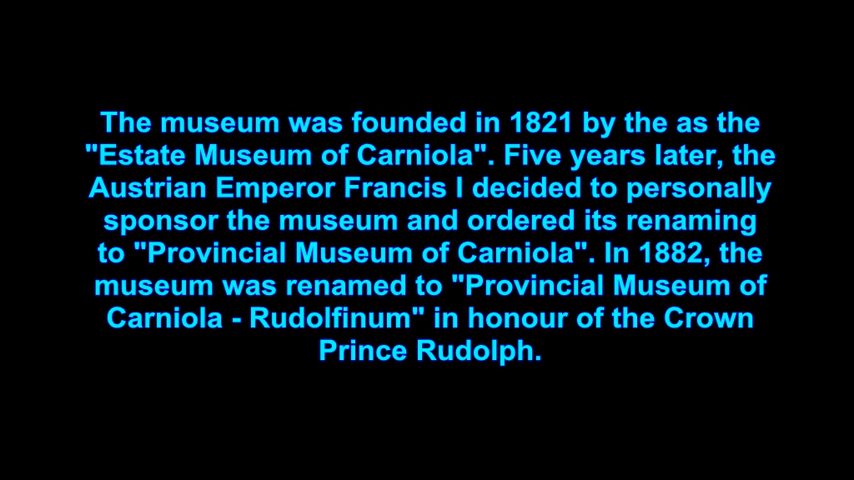 The museum was founded in 1821 by the as the
"Estate Museum of Carniola". Five years later, the
Austrian Emperor Francis I decided to personally
sponsor the museum and ordered its renaming
to "Provincial Museum of Carniola". In 1882, the
museum was renamed to "Provincial Museum of
Carniola - Rudolfinum" in honour of the Crown
Prince Rudolph.